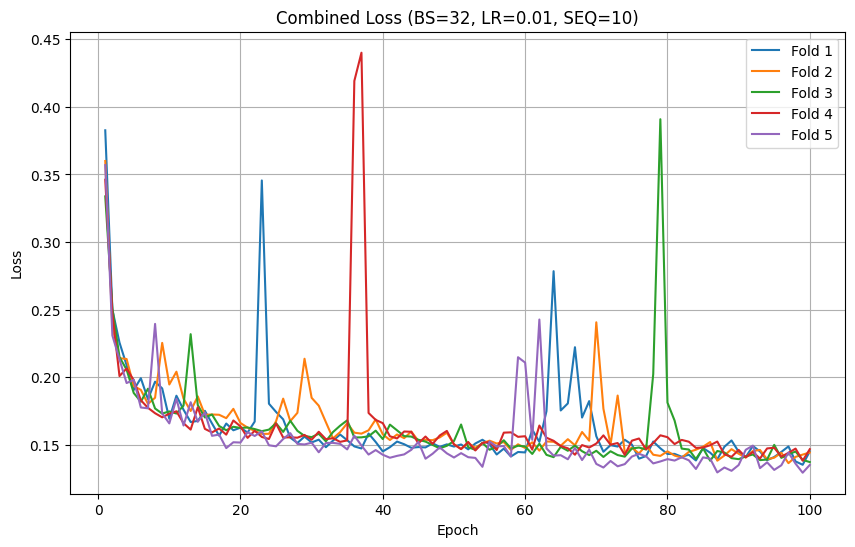 Combined Loss (BS=32, LR=0.01, SEQ=10)
Loss
0.45
0.40
0.35
0.30
0.25
0.20
0.15
0
20
40
60
80
100
Epoch
Fold 1
Fold 2
Fold 3
Fold 4
Fold 5